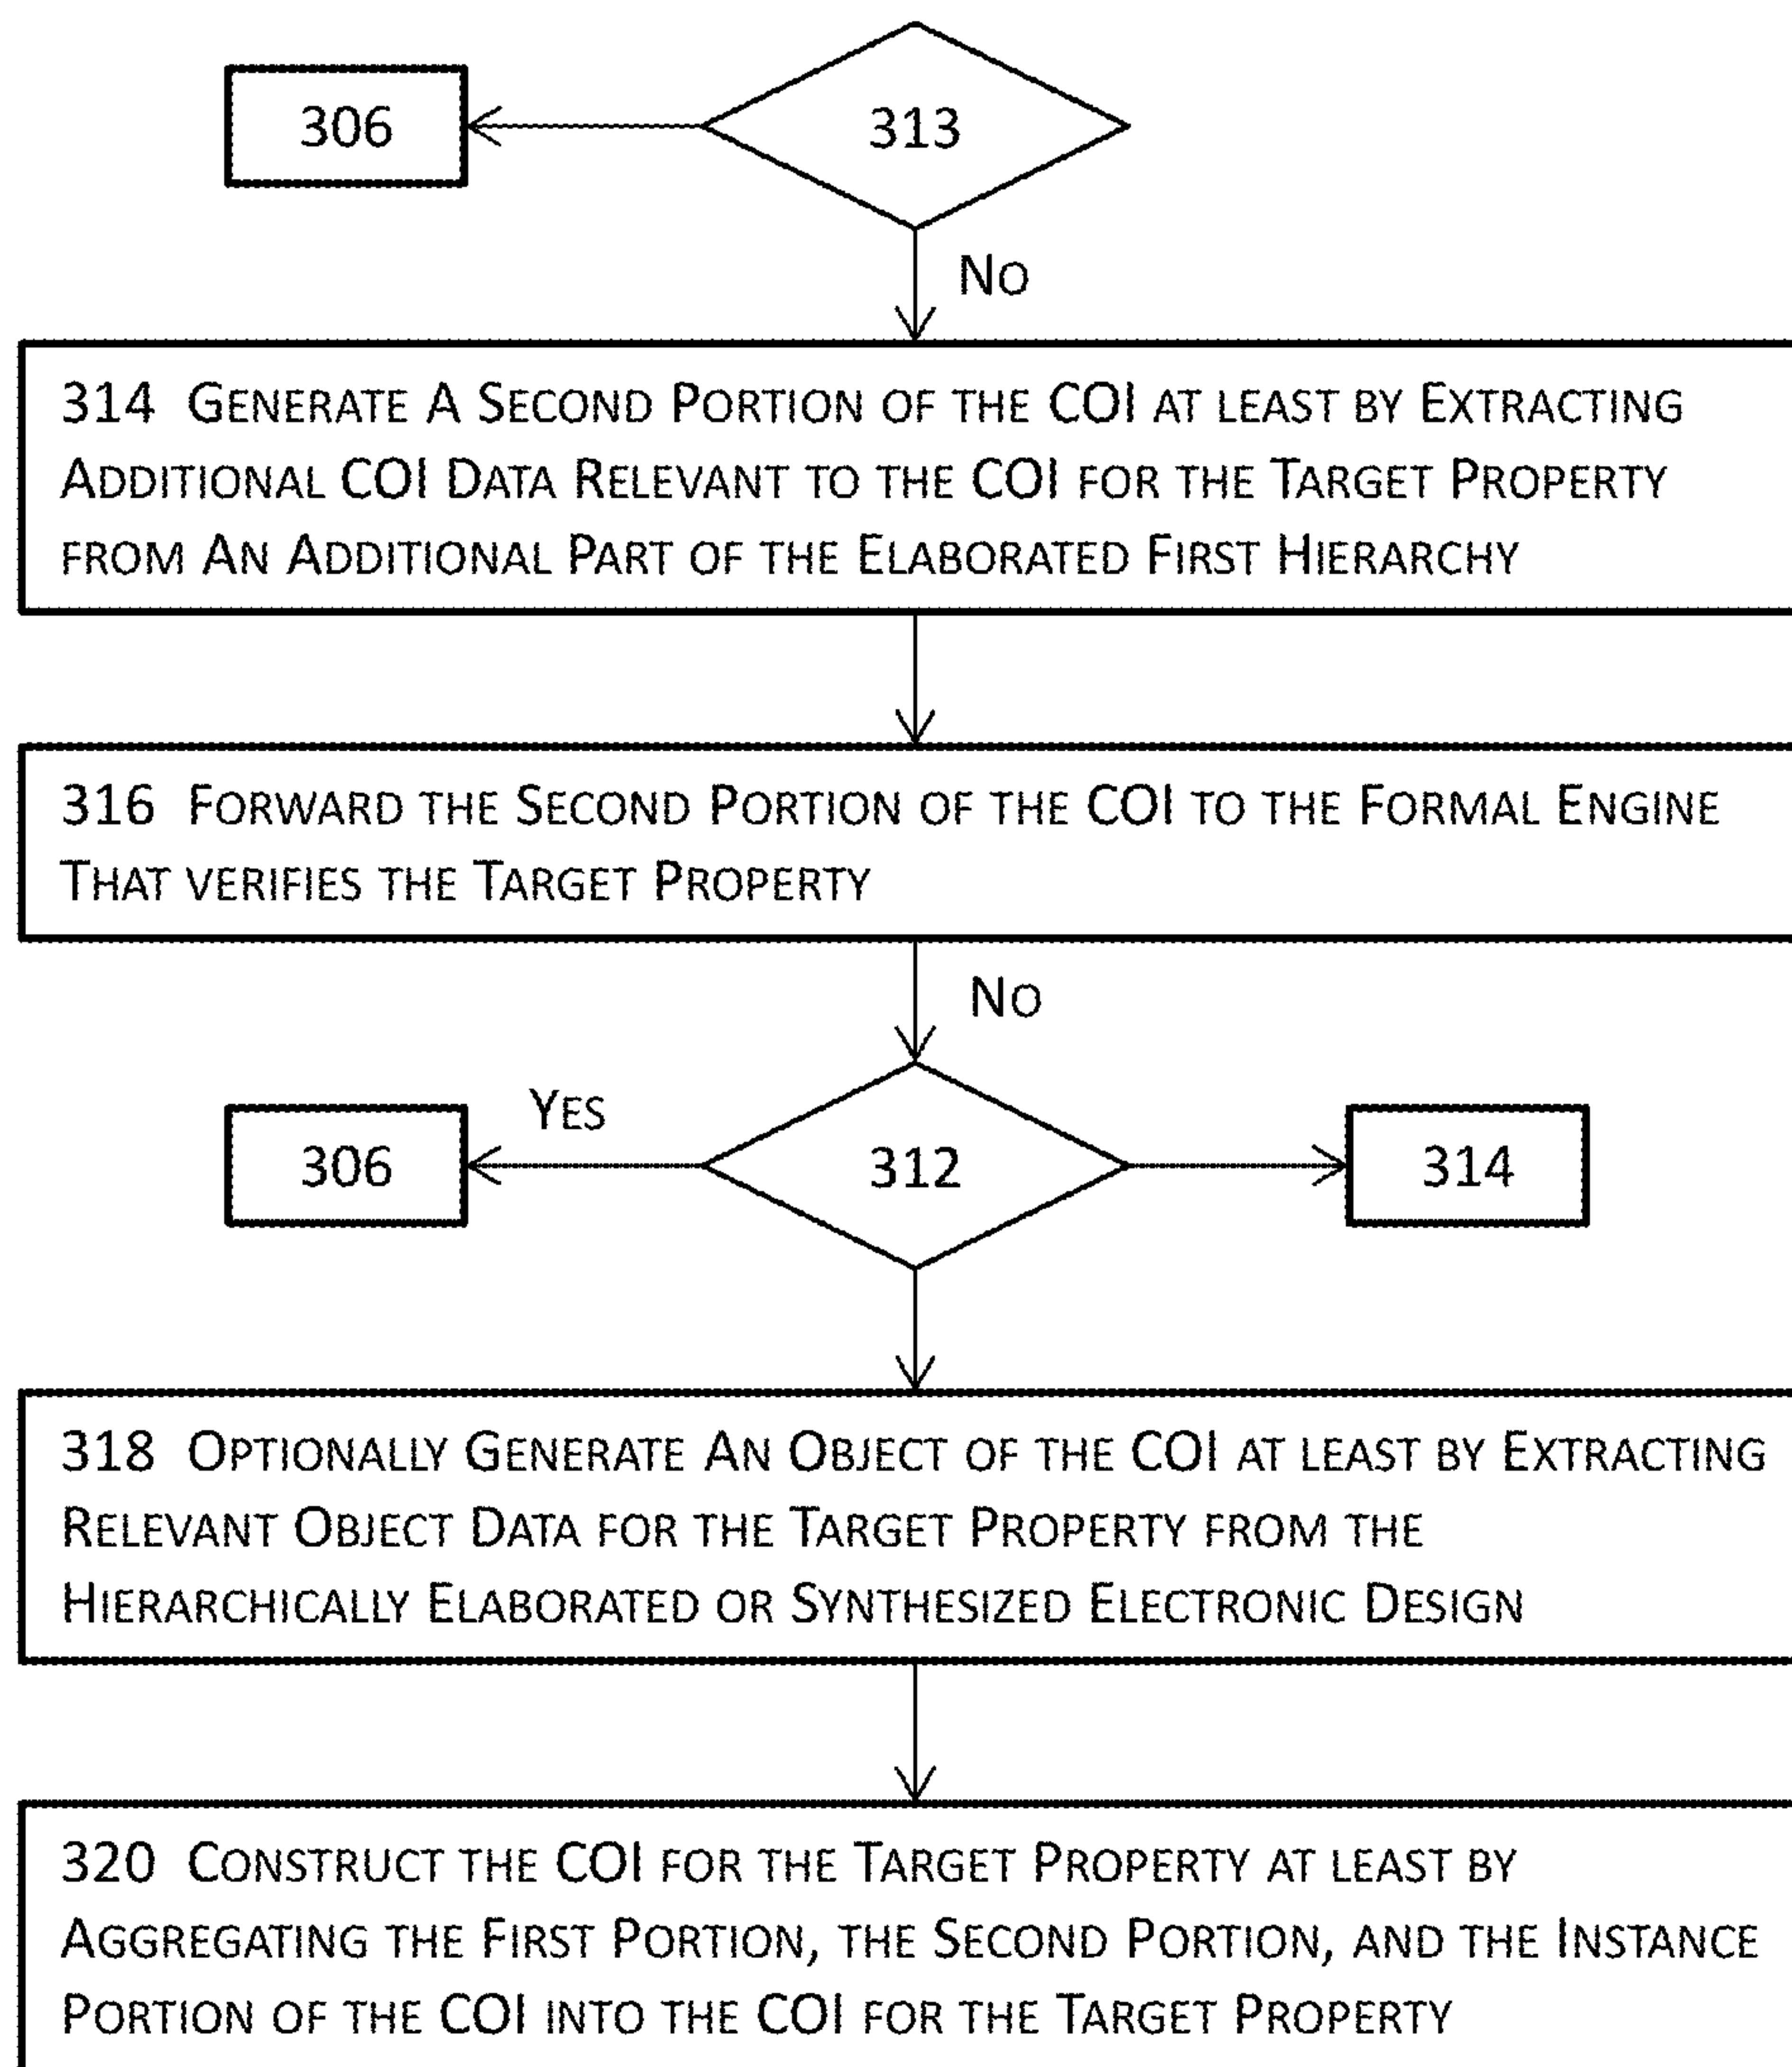 306
313
No
314 Generate A Second Portion of the COI at least by Extracting
Additional COI Data Relevant to the COI for the Target Property
from An Additional Part of the Elaborated First Hierarchy
316 Forward the Second Portion of the COI to the Formal Engine
That verifies the Target Property
No
Yes
306
312
314
318 Optionally Generate An Object of the COI at least by Extracting
Relevant Object Data for the Target Property from the
Hierarchically Elaborated or Synthesized Electronic Design
320 Construct the COI for the Target Property at least by
Aggregating the First Portion, the Second Portion, and the Instance
Portion of the COI into the COI for the Target Property